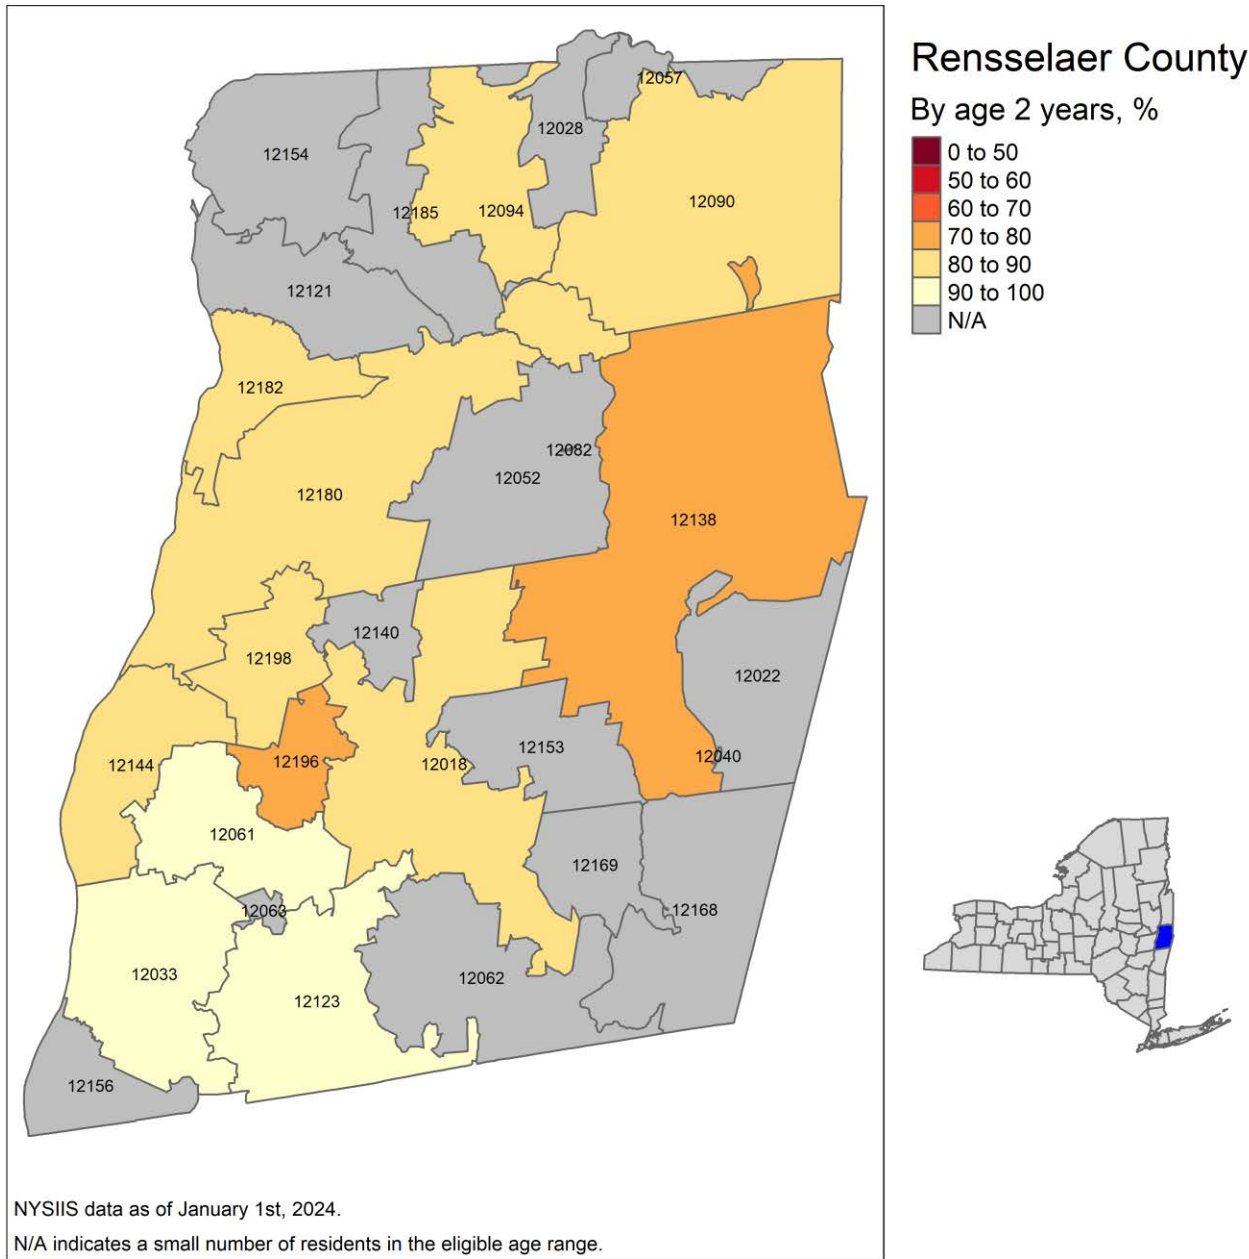 Rensselaer County
By age 2 years, %
0 to 50
50 to 60
60 to 70
70 to 80
80 to 90
90 to 100
N/A
12057
12028
12154
12090
12185
12094
12121
12182
12082
12052
12180
12138
12140
12198
12022
12153
12040
12196
12144
12018
12061
12169
12063
12168
12033
12062
12123
12156
NYSIIS data as of January 1st, 2024.
N/A indicates a small number of residents in the eligible age range.